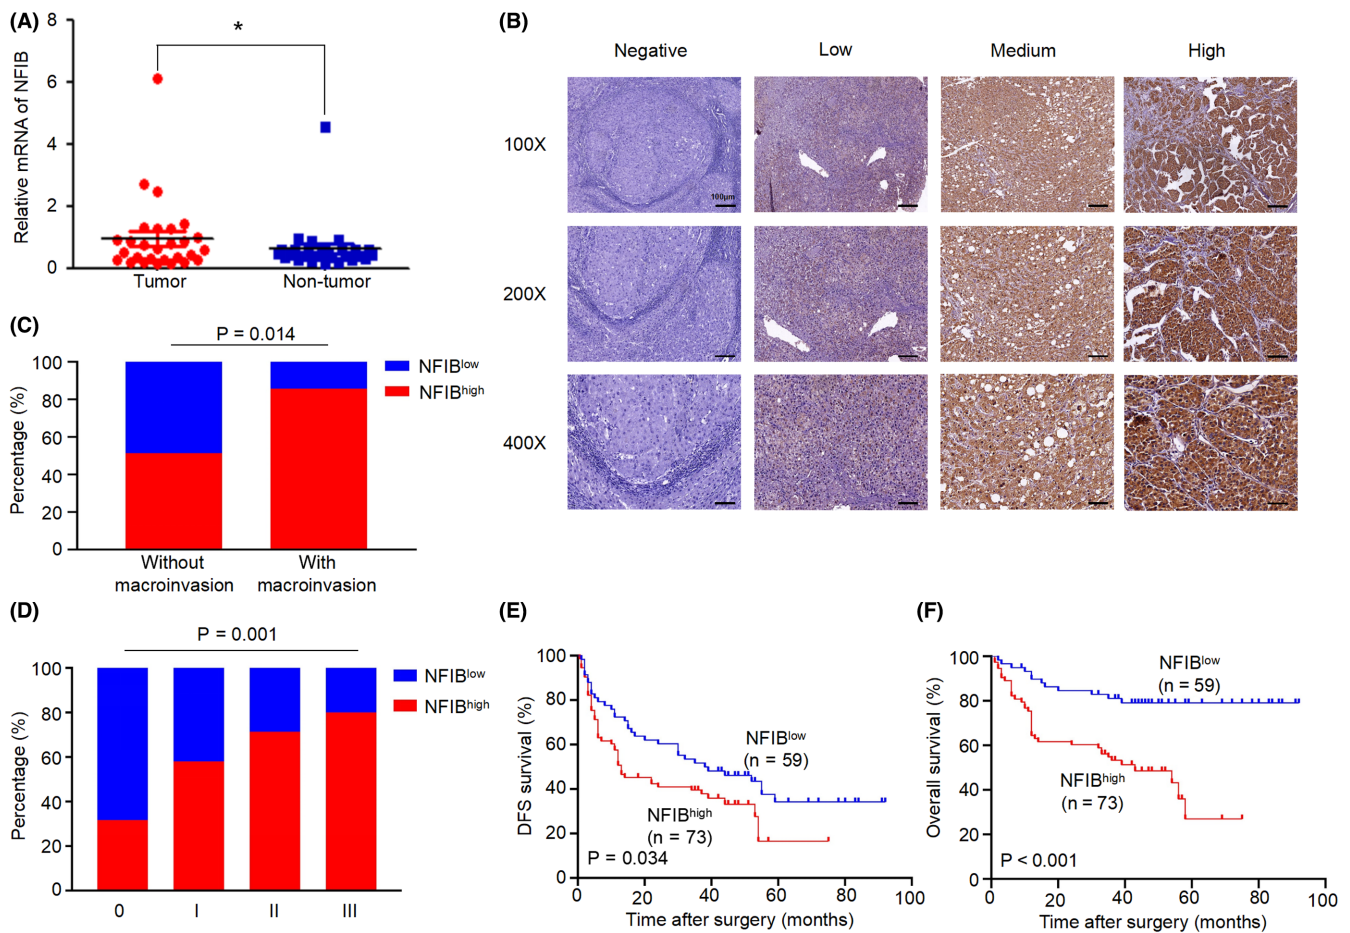 (A)
8
6
4
2
0
Relative mRNA of NFIB
*
Tumor
Non-tumor
(B)
Negative
Low
Medium
High
100X
100μm
200X
400X
(C)
P = 0.014
100
80
60
40
20
0
Percentage (%)
NFIBlow
NFIBhigh
Without
macroinvasion
With
macroinvasion
(D)
P = 0.001
100
80
60
40
20
0
Percentage (%)
NFIBlow
NFIBhigh
0
I
II
III
(E)
100
80
60
40
20
0
DFS survival (%)
NFIBlow
(n = 59)
NFIBhigh
(n = 73)
P = 0.034
0
20
40
60
80
100
Time after surgery (months)
(F)
100
80
60
40
20
0
Overall survival (%)
NFIBlow
(n = 59)
NFIBhigh
(n = 73)
P < 0.001
0
20
40
60
80
100
Time after surgery (months)